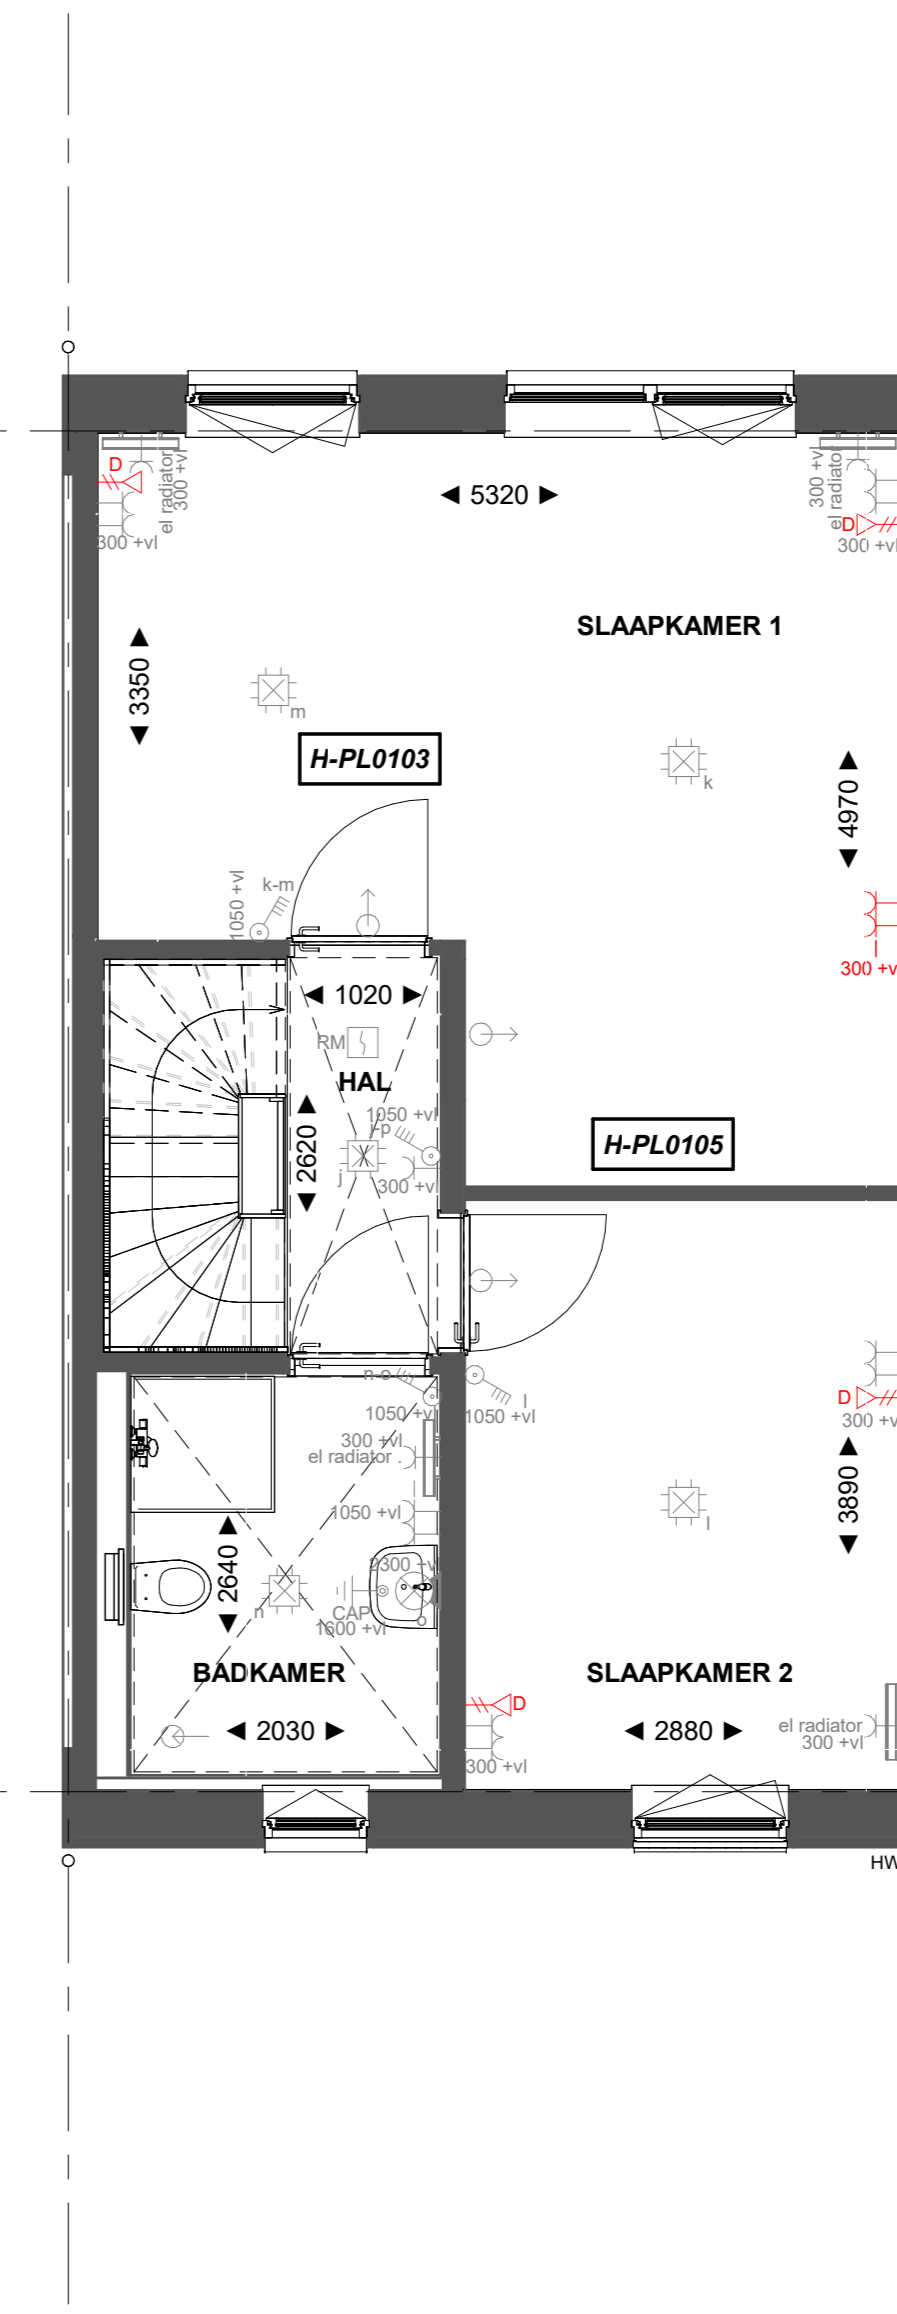 D
el radiator
300 +vl
300 +vl
5320
300 +vl
el radiator
D
300 +vl
SLAAPKAMER 1
3350
m
H-PL0103
k
4970
1050 +vl
k-m
300 +v
1020
RM
HAL
1050 +vl
j-p
2620
j
300 +vl
H-PL0105
n-o
1050 +vl
l
1050 +vl
300 +vl
el radiator .
D
300 +v
3890
1050 +vl
2640
2300 +vl
l
n
CAP
1600 +vl
o
BADKAMER
SLAAPKAMER 2
D
2030
2880
el radiator
300 +vl
300 +vl
HW